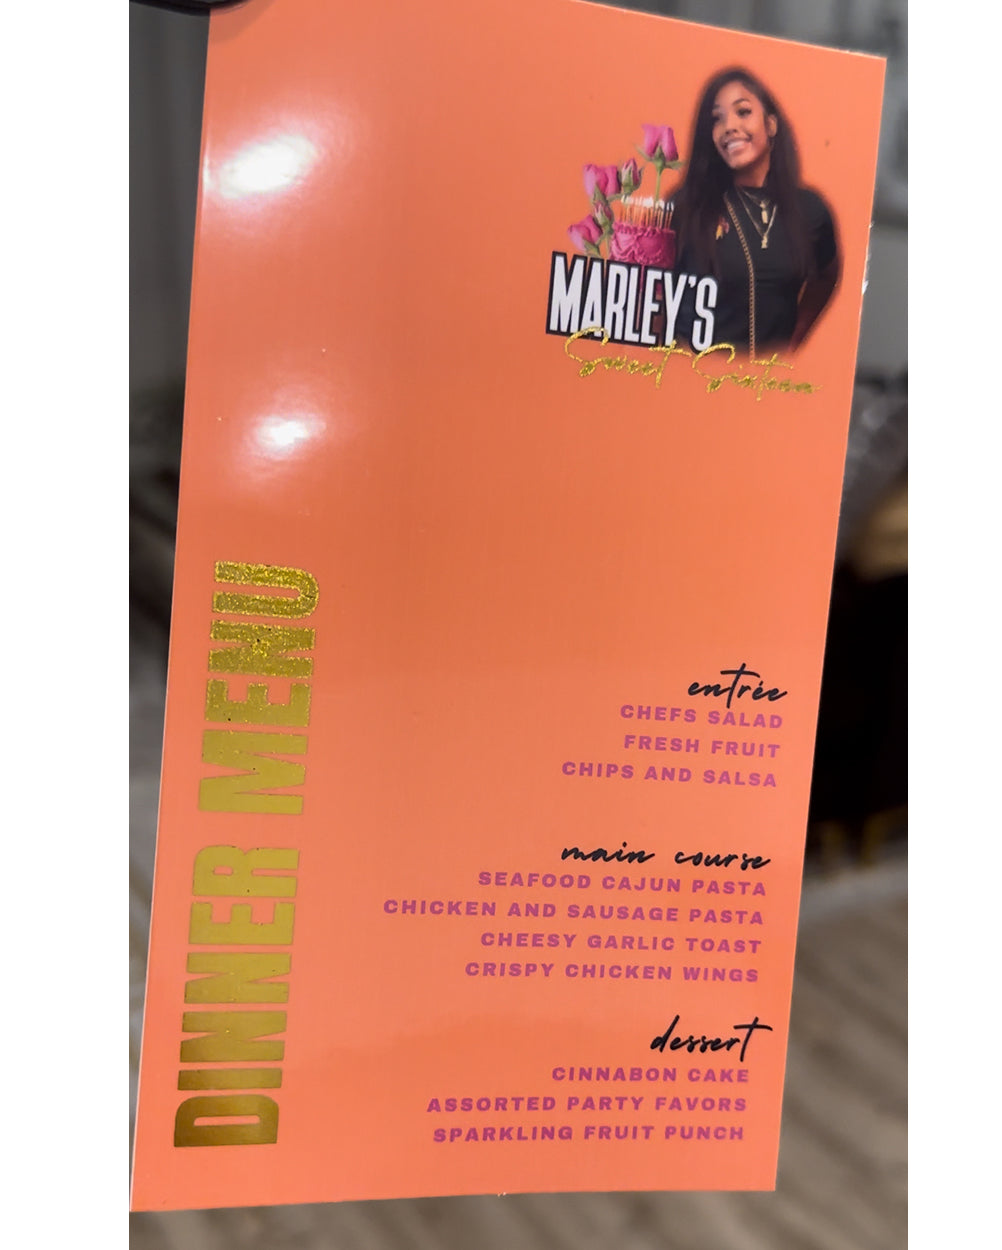 MARLEY'S
Sweet Sixteen
DINNER MENU
entrée
CHEFS SALAD
FRESH FRUIT
CHIPS AND SALSA
main course
SEAFOOD CAJUN PASTA
CHICKEN AND SAUSAGE PASTA
CHEESY GARLIC TOAST
CRISPY CHICKEN WINGS
dessert
CINNABON CAKE
ASSORTED PARTY FAVORS
SPARKLING FRUIT PUNCH